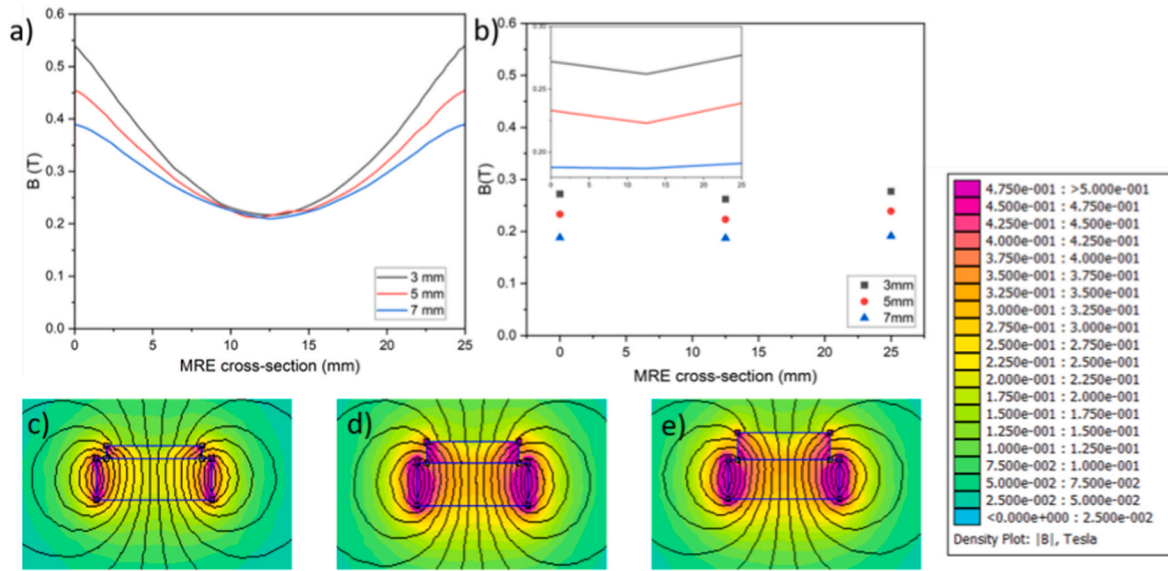 a)
0.6
0.5
0.4
0.3
0.2
0.1
0.0
B (T)
0 5 10 15 20 25
MRE cross-section (mm)
3 mm
5 mm
7 mm
b)
0.6
0.5
0.4
0.3
0.2
0.1
0.0
B(T)
0.30
0.25
0.20
0 5 10 15 20 25
0 5 10 15 20 25
MRE cross-section (mm)
3mm
5mm
7mm
c)
d)
e)
4.750e-001 : >5.000e-001
4.500e-001 : 4.750e-001
4.250e-001 : 4.500e-001
4.000e-001 : 4.250e-001
3.750e-001 : 4.000e-001
3.500e-001 : 3.750e-001
3.250e-001 : 3.500e-001
3.000e-001 : 3.250e-001
2.750e-001 : 3.000e-001
2.500e-001 : 2.750e-001
2.250e-001 : 2.500e-001
2.000e-001 : 2.250e-001
1.750e-001 : 2.000e-001
1.500e-001 : 1.750e-001
1.250e-001 : 1.500e-001
1.000e-001 : 1.250e-001
7.500e-002 : 1.000e-001
5.000e-002 : 7.500e-002
2.500e-002 : 5.000e-002
<0.000e+000 : 2.500e-002
Density Plot: |B|, Tesla